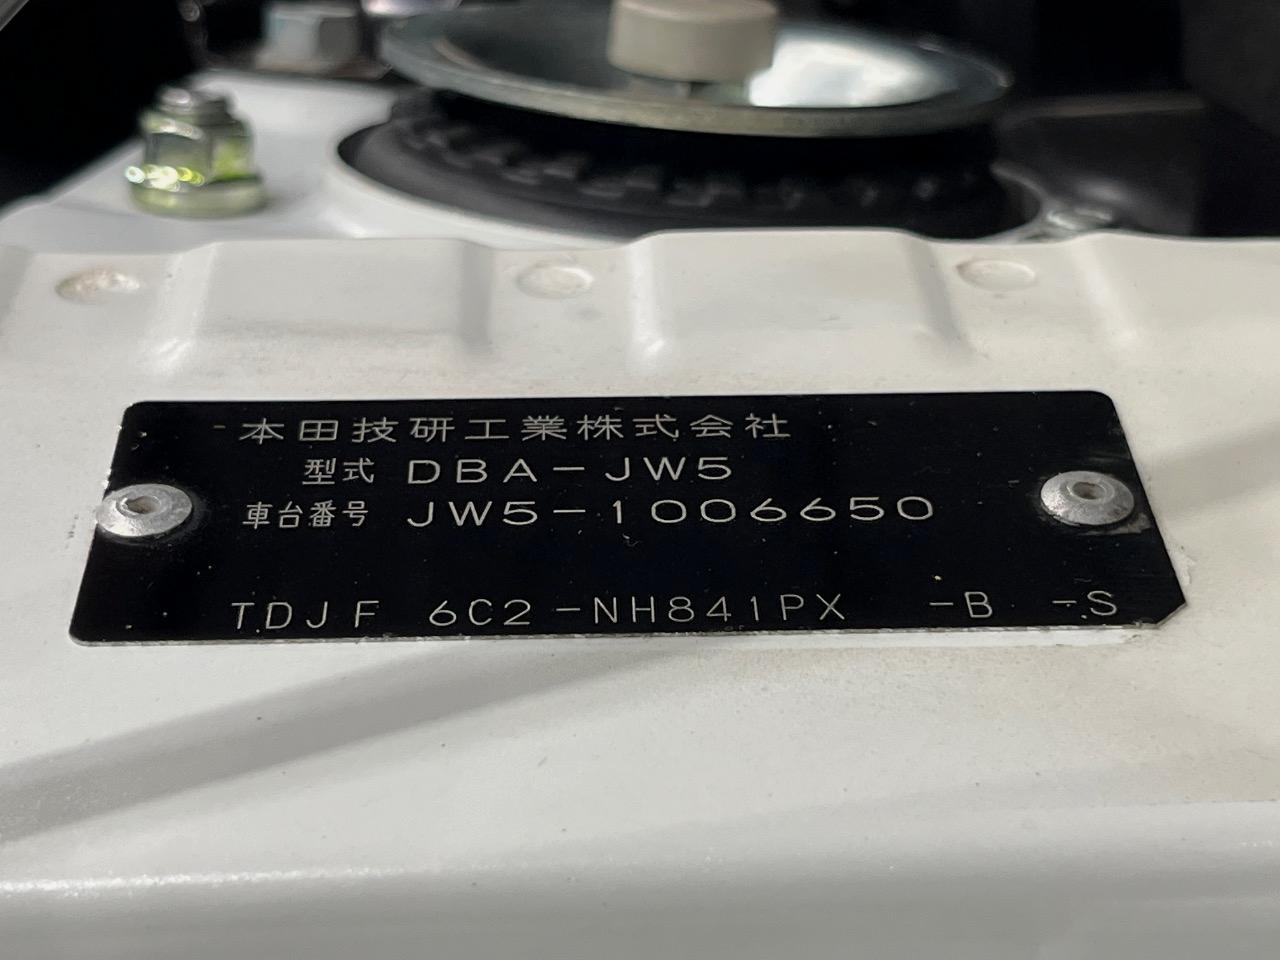 本田技研工業株式会社
型式 DBA-JW5
車台番号 JW5-1006650
TDJF 6C2-NH841PX -B -S